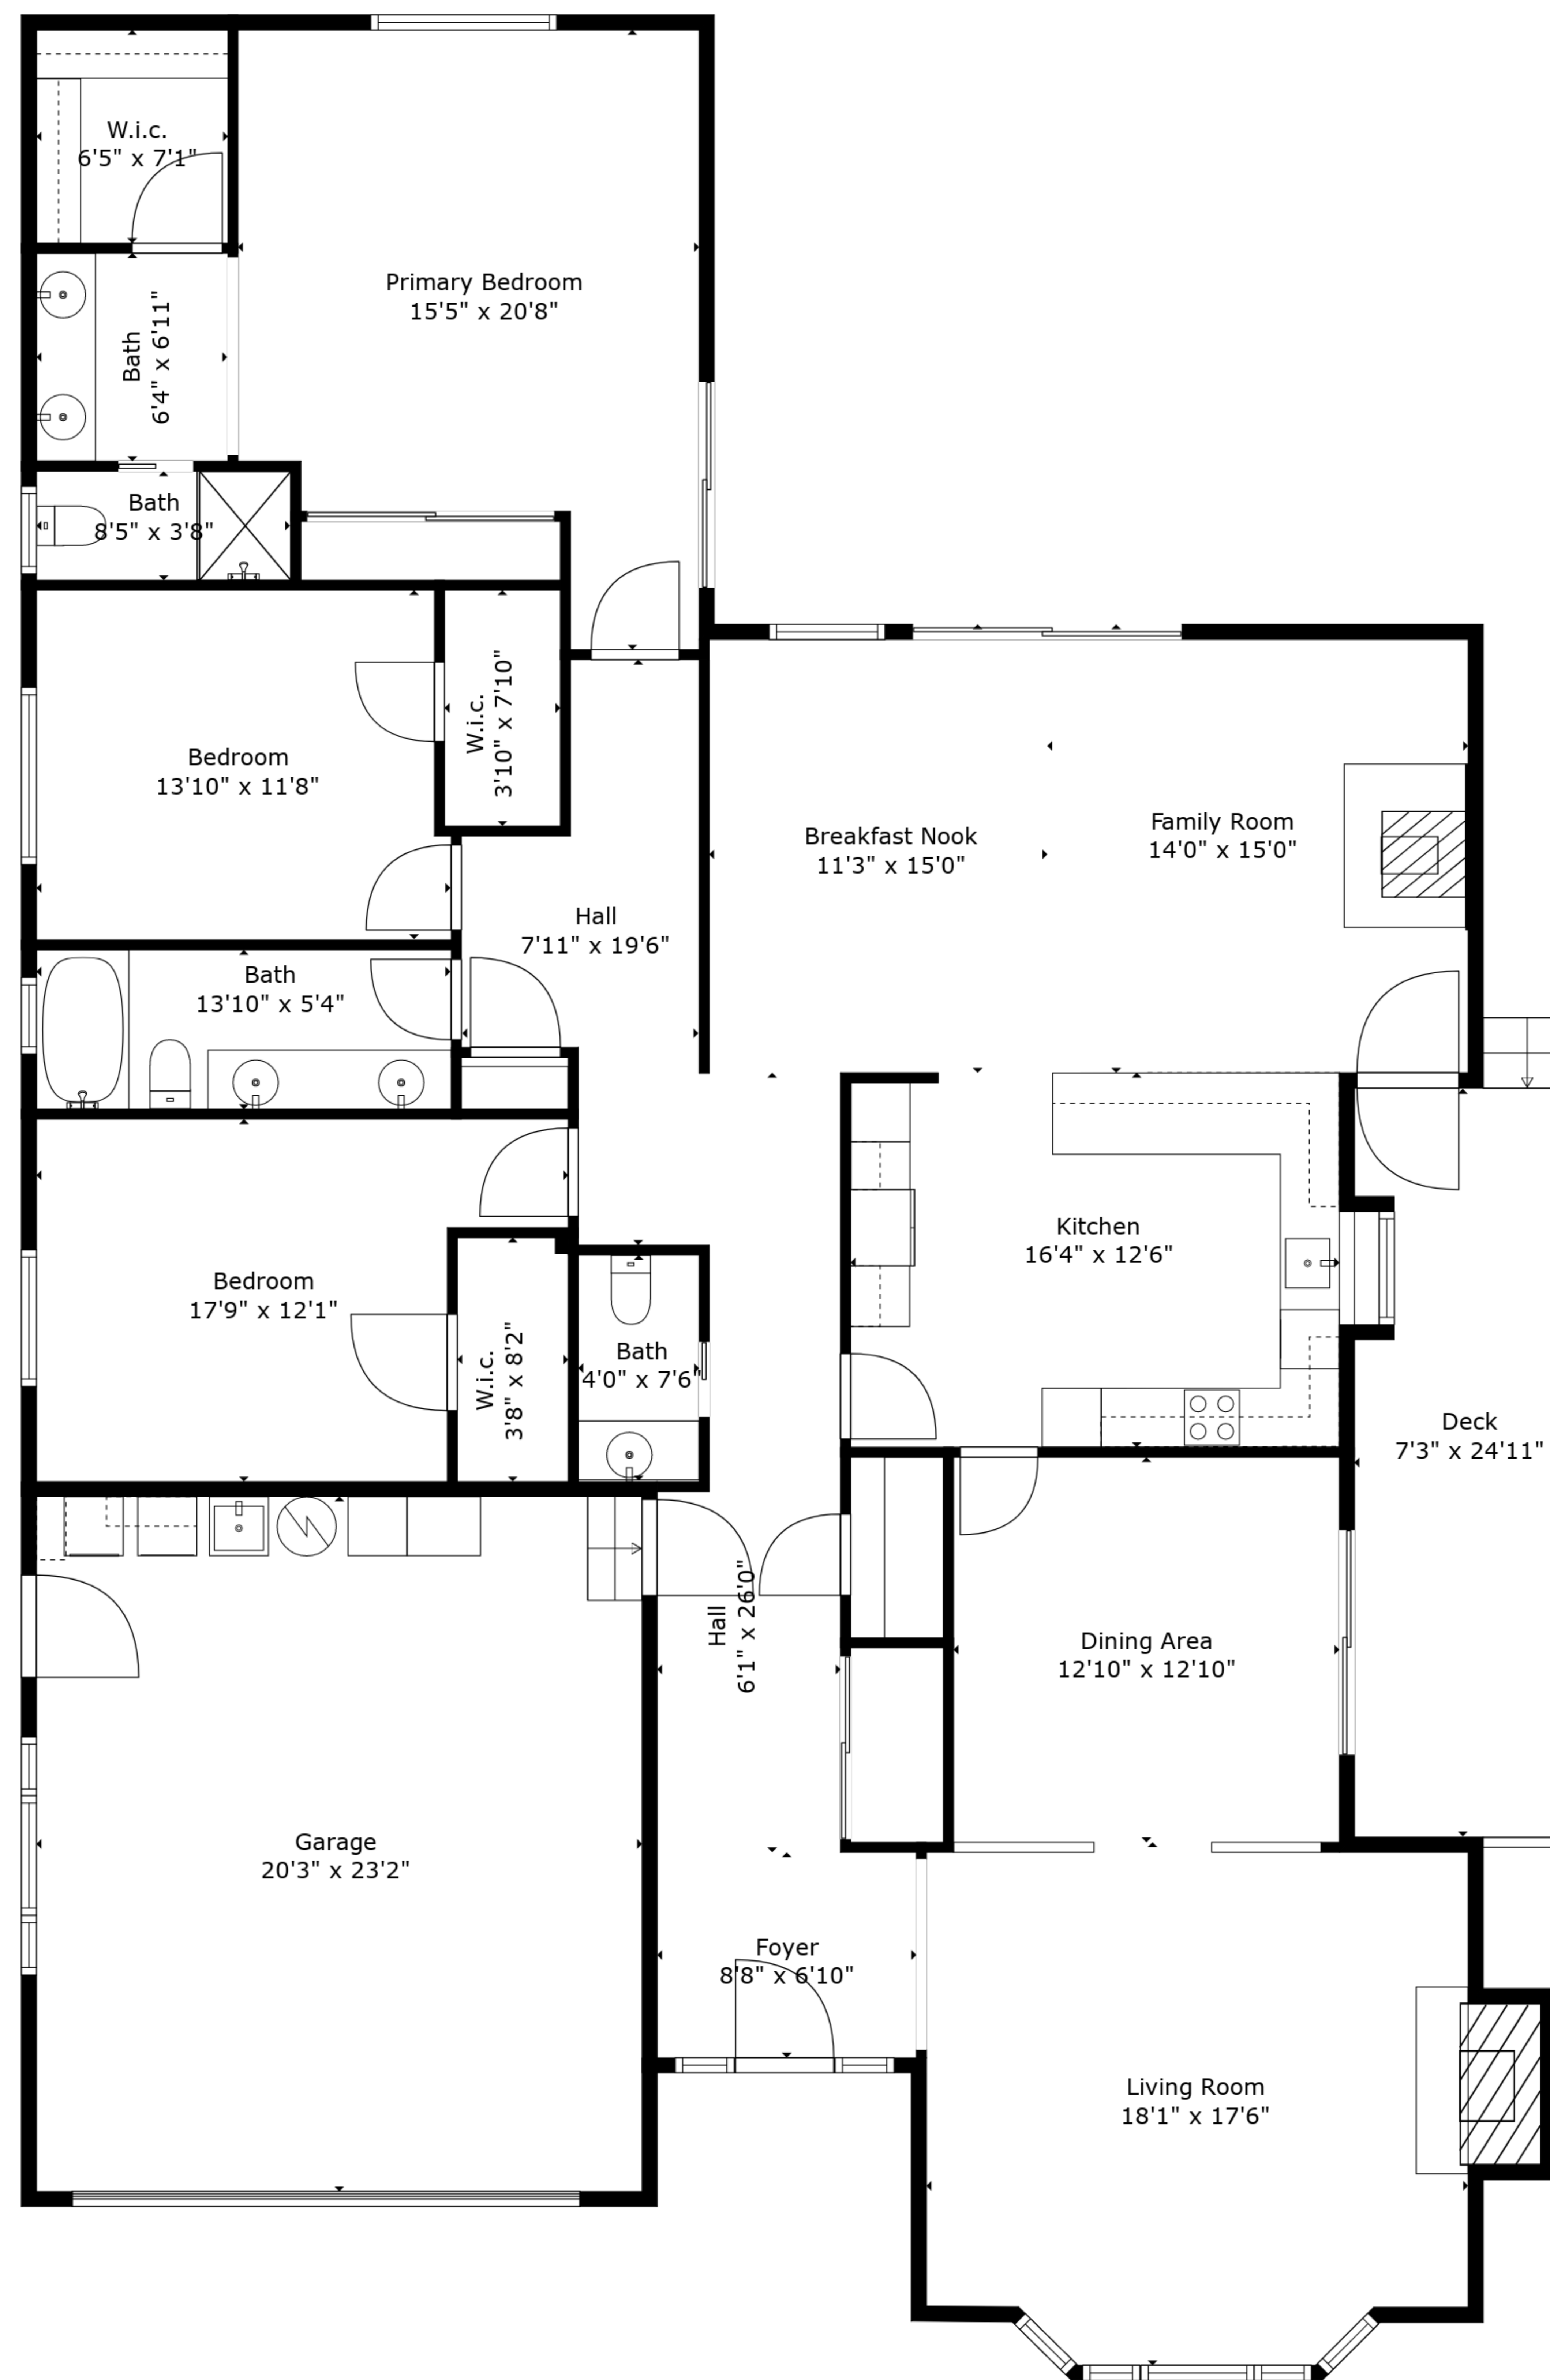 W.i.c.
6'5" x 7'1"
Primary Bedroom
15'5" x 20'8"
Bath
6'4" x 6'11"
Bath
8'5" x 3'8"
Bedroom
13'10" x 11'8"
W.i.c.
3'10" x 7'10"
Breakfast Nook
11'3" x 15'0"
Family Room
14'0" x 15'0"
Hall
7'11" x 19'6"
Bath
13'10" x 5'4"
Kitchen
16'4" x 12'6"
Bedroom
17'9" x 12'1"
W.i.c.
3'8" x 8'2"
Bath
4'0" x 7'6"
Deck
7'3" x 24'11"
Hall
6'1" x 26'0"
Dining Area
12'10" x 12'10"
Garage
20'3" x 23'2"
Foyer
8'8" x 6'10"
Living Room
18'1" x 17'6"